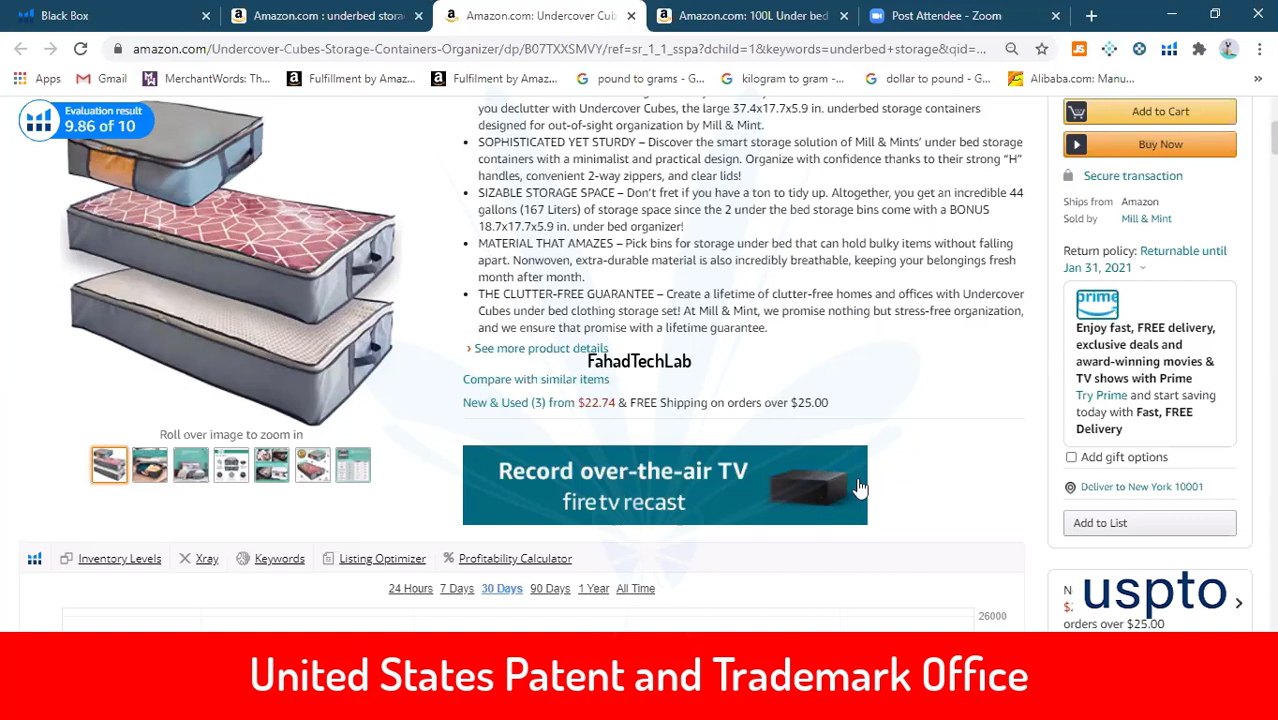 Black Box
Amazon.com : underbed stora
Amazon.com: Undercover Cub
Amazon.com: 100L Under bed
Post Attendee - Zoom
amazon.com/Undercover-Cubes-Storage-Containers-Organizer/dp/B07TXXSMVY/ref=sr_1_1_sspa?dchild=1&keywords=underbed+storage&qid=...
Apps
Gmail
MerchantWords: Th...
Fulfillment by Amaz...
Fulfilment by Amaz...
pound to grams - G...
kilogram to gram - ...
dollar to pound - G...
Alibaba.com: Manu...
Evaluation result
9.86 of 10
you declutter with Undercover Cubes, the large 37.4x17.7x5.9 in. underbed storage containers
designed for out-of-sight organization by Mill & Mint.
SOPHISTICATED YET STURDY – Discover the smart storage solution of Mill & Mints' under bed storage
containers with a minimalist and practical design. Organize with confidence thanks to their strong "H"
handles, convenient 2-way zippers, and clear lids!
SIZABLE STORAGE SPACE – Don't fret if you have a ton to tidy up. Altogether, you get an incredible 44
gallons (167 Liters) of storage space since the 2 under the bed storage bins come with a BONUS
18.7x17.7x5.9 in. under bed organizer!
MATERIAL THAT AMAZES – Pick bins for storage under bed that can hold bulky items without falling
apart. Nonwoven, extra-durable material is also incredibly breathable, keeping your belongings fresh
month after month.
THE CLUTTER-FREE GUARANTEE – Create a lifetime of clutter-free homes and offices with Undercover
Cubes under bed clothing storage set! At Mill & Mint, we promise nothing but stress-free organization,
and we ensure that promise with a lifetime guarantee.
› See more product details
FahadTechLab
Compare with similar items
New & Used (3) from $22.74 & FREE Shipping on orders over $25.00
Roll over image to zoom in
Record over-the-air TV
fire tv recast
Add to Cart
Buy Now
Secure transaction
Ships from Amazon
Sold by Mill & Mint
Return policy: Returnable until
Jan 31, 2021
prime
Enjoy fast, FREE delivery,
exclusive deals and
award-winning movies &
TV shows with Prime
Try Prime and start saving
today with Fast, FREE
Delivery
Add gift options
Deliver to New York 10001
Add to List
Inventory Levels
Xray
Keywords
Listing Optimizer
Profitability Calculator
24 Hours 7 Days 30 Days 90 Days 1 Year All Time
26000
uspto
orders over $25.00
United States Patent and Trademark Office